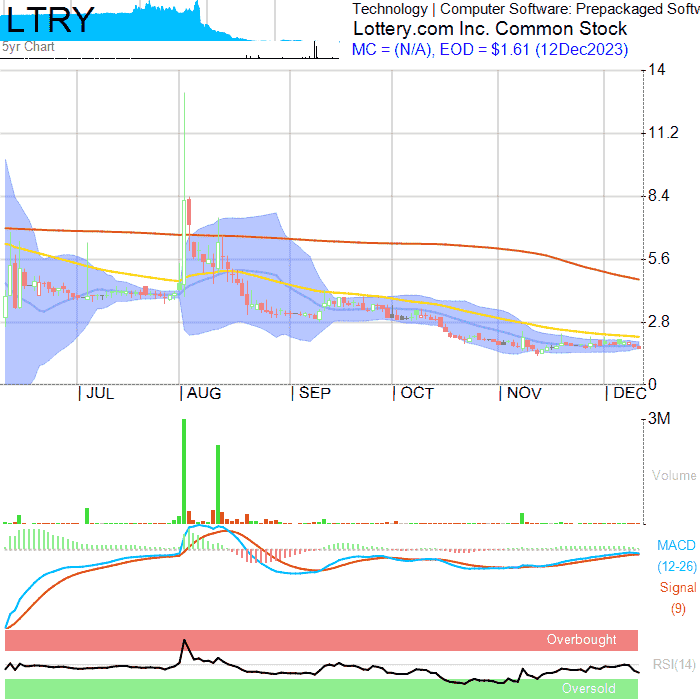 LTRY
5yr Chart
Technology | Computer Software: Prepackaged Softw
Lottery.com Inc. Common Stock
MC = (N/A), EOD = $1.61 (12Dec2023)
14
11.2
8.4
5.6
2.8
0
JUL
AUG
SEP
OCT
NOV
DEC
3M
Volume
MACD
(12-26)
Signal
(9)
Overbought
RSI(14)
Oversold